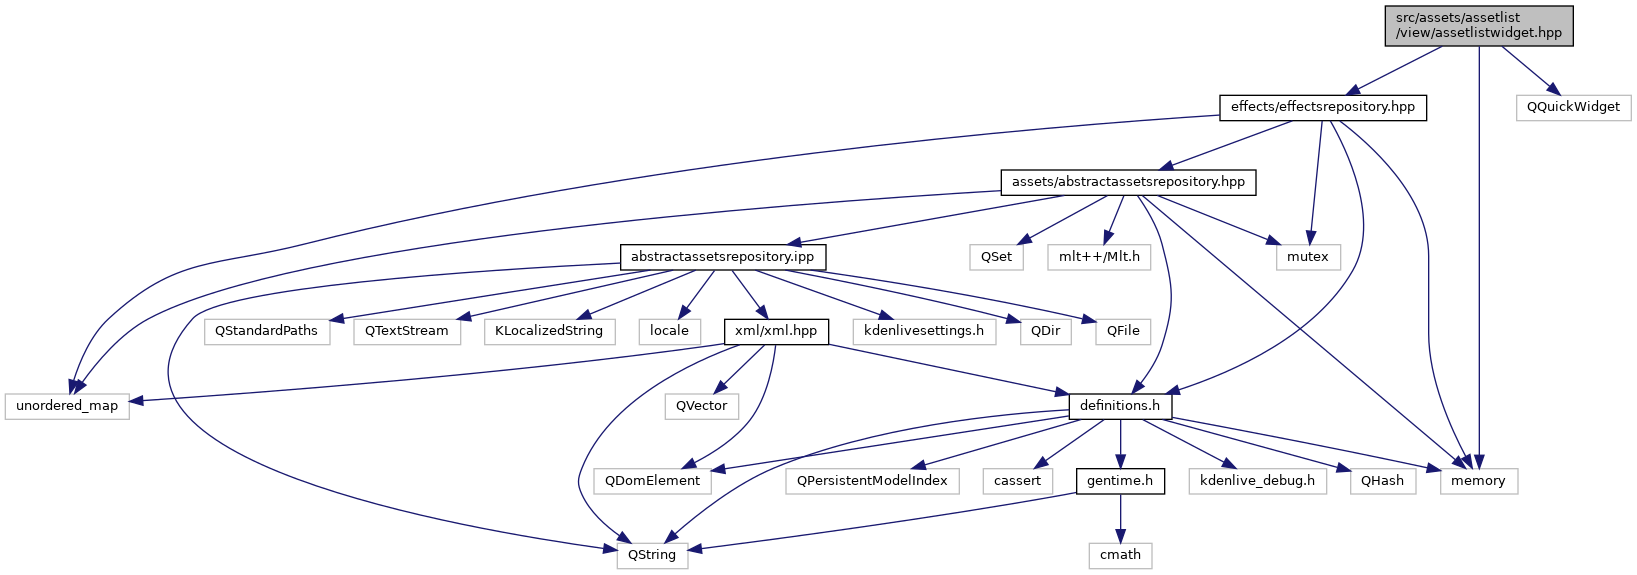 src/assets/assetlist
/view/assetlistwidget.hpp
effects/effectsrepository.hpp
QQuickWidget
assets/abstractassetsrepository.hpp
abstractassetsrepository.ipp
QSet
mlt++/Mlt.h
mutex
QStandardPaths
QTextStream
KLocalizedString
locale
xml/xml.hpp
kdenlivesettings.h
QDir
QFile
unordered_map
QVector
definitions.h
QDomElement
QPersistentModelIndex
cassert
gentime.h
kdenlive_debug.h
QHash
memory
QString
cmath